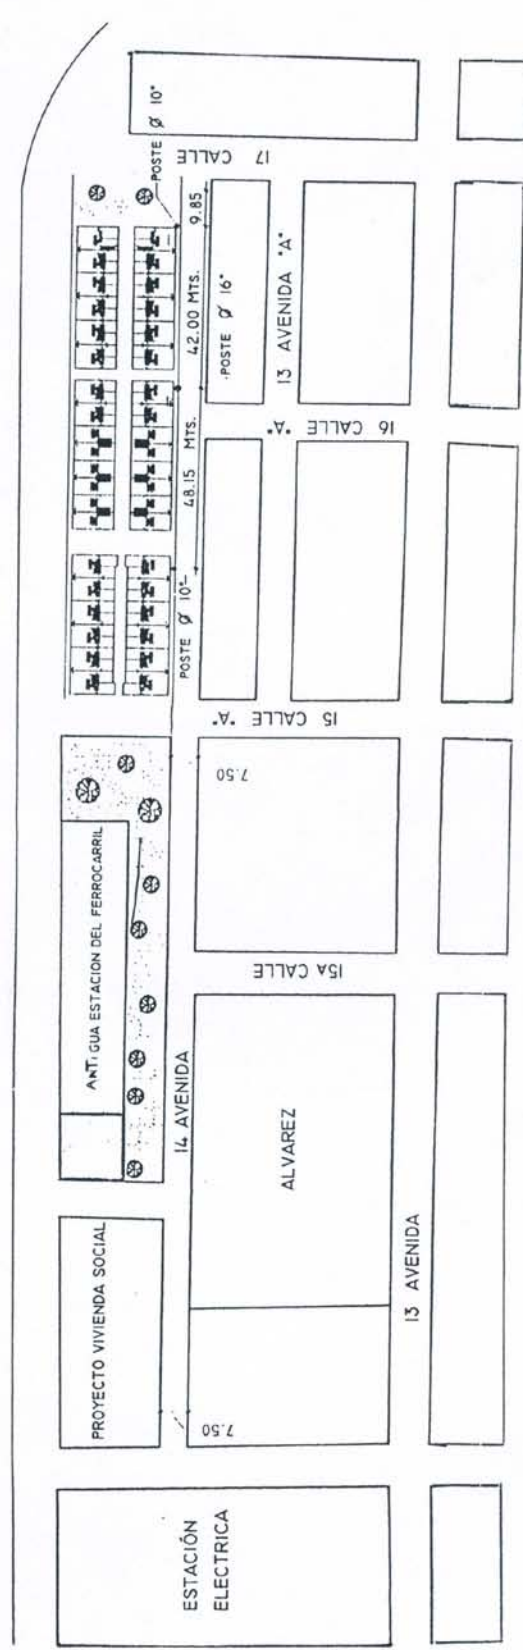 ESTACIÓN
ELECTRICA
PROYECTO VIVIENDA SOCIAL
7.50
ANTIGUA ESTACION DEL FERROCARRIL
14 AVENIDA
ALVAREZ
13 AVENIDA
15A CALLE
7.50
15 CALLE "A"
POSTE Ø 10"
48.15 MTS.
42.00 MTS.
9.85
POSTE Ø 10"
POSTE Ø 16"
16 CALLE "A"
13 AVENIDA "A"
17 CALLE